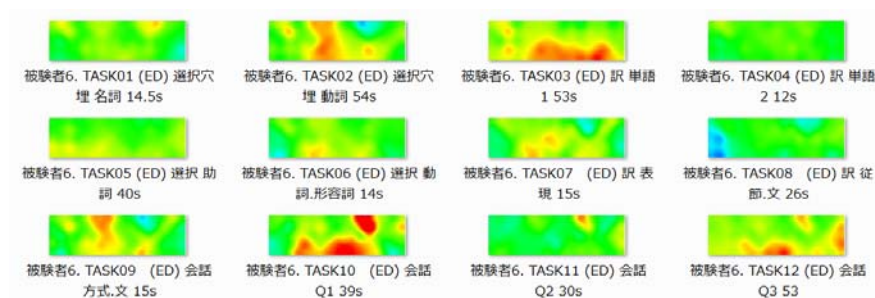 被験者6. TASK01 (ED) 選択穴
埋 名詞 14.5s
被験者6. TASK02 (ED) 選択穴
埋 動詞 54s
被験者6. TASK03 (ED) 訳 単語
1 53s
被験者6. TASK04 (ED) 訳 単語
2 12s
被験者6. TASK05 (ED) 選択 助
詞 40s
被験者6. TASK06 (ED) 選択 動
詞.形容詞 14s
被験者6. TASK07 (ED) 訳 表
現 15s
被験者6. TASK08 (ED) 訳 従
節.文 26s
被験者6. TASK09 (ED) 会話
方式.文 15s
被験者6. TASK10 (ED) 会話
Q1 39s
被験者6. TASK11 (ED) 会話
Q2 30s
被験者6. TASK12 (ED) 会話
Q3 53